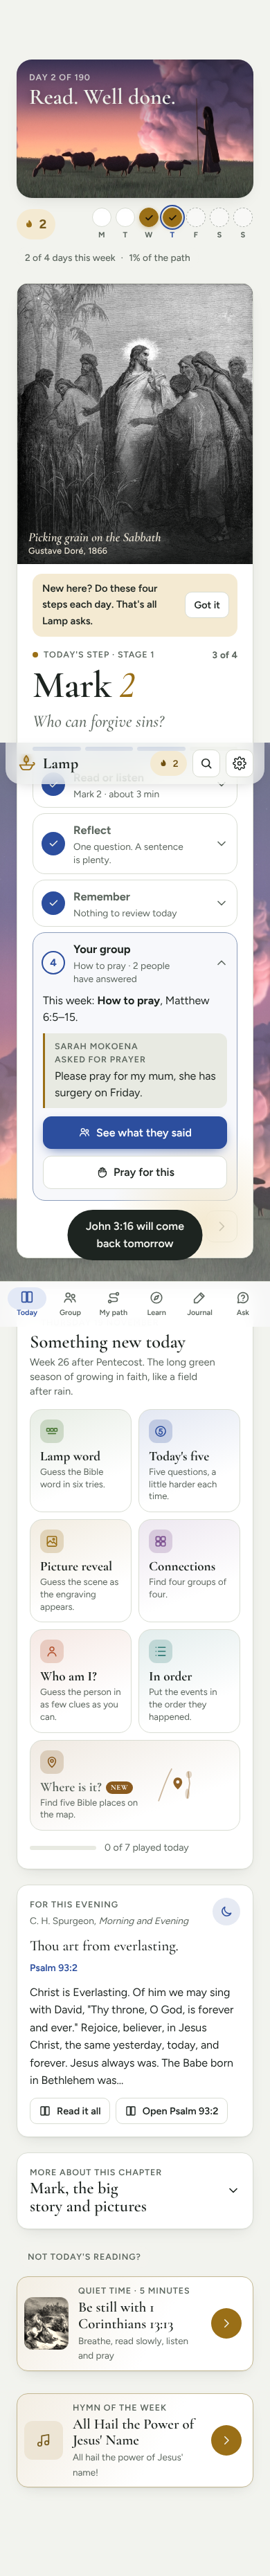 DAY 2 OF 190
Read. Well done.
2
M T W T F S S
2 of 4 days this week · 1% of the path
Picking grain on the Sabbath
Gustave Doré, 1866
New here? Do these four
steps each day. That's all
Lamp asks.
Got it
TODAY'S STEP · STAGE 1
3 of 4
Mark 2
Who can forgive sins?
Lamp
2
Read or listen
Mark 2 · about 3 min
Reflect
One question. A sentence
is plenty.
Remember
Nothing to review today
4
Your group
How to pray · 2 people
have answered
This week: How to pray, Matthew
6:5–15.
SARAH MOKOENA
ASKED FOR PRAYER
Please pray for my mum, she has
surgery on Friday.
See what they said
Pray for this
John 3:16 will come
back tomorrow
Today
Group
My path
Learn
Journal
Ask
Something new today
Week 26 after Pentecost. The long green
season of growing in faith, like a field
after rain.
Lamp word
Guess the Bible
word in six tries.
Today's five
Five questions, a
little harder each
time.
Picture reveal
Guess the scene as
the engraving
appears.
Connections
Find four groups of
four.
Who am I?
Guess the person in
as few clues as you
can.
In order
Put the events in
the order they
happened.
Where is it? NEW
Find five Bible places on
the map.
0 of 7 played today
FOR THIS EVENING
C. H. Spurgeon, Morning and Evening
Thou art from everlasting.
Psalm 93:2
Christ is Everlasting. Of him we may sing
with David, "Thy throne, O God, is forever
and ever." Rejoice, believer, in Jesus
Christ, the same yesterday, today, and
forever. Jesus always was. The Babe born
in Bethlehem was...
Read it all
Open Psalm 93:2
MORE ABOUT THIS CHAPTER
Mark, the big
story and pictures
NOT TODAY'S READING?
QUIET TIME · 5 MINUTES
Be still with 1
Corinthians 13:13
Breathe, read slowly, listen
and pray
HYMN OF THE WEEK
All Hail the Power of
Jesus' Name
All hail the power of Jesus'
name!